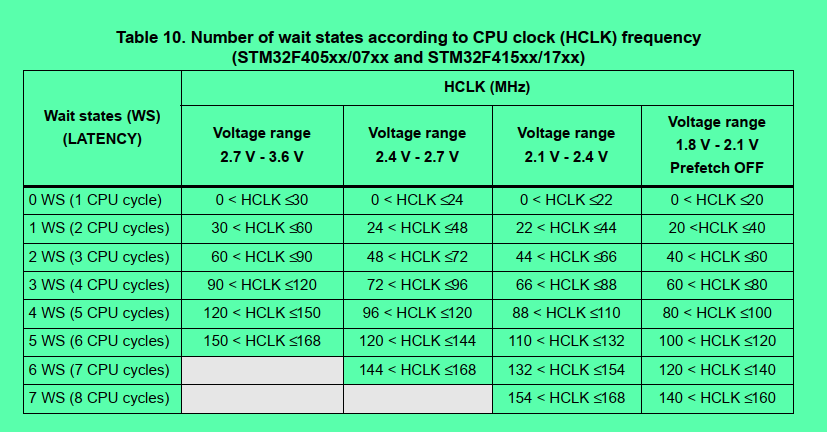 Table 10. Number of wait states according to CPU clock (HCLK) frequency
(STM32F405xx/07xx and STM32F415xx/17xx)
Wait states (WS)
(LATENCY)
HCLK (MHz)
Voltage range
2.7 V - 3.6 V
Voltage range
2.4 V - 2.7 V
Voltage range
2.1 V - 2.4 V
Voltage range
1.8 V - 2.1 V
Prefetch OFF
0 WS (1 CPU cycle) 0 < HCLK ≤30 0 < HCLK ≤24 0 < HCLK ≤22 0 < HCLK ≤20
1 WS (2 CPU cycles) 30 < HCLK ≤60 24 < HCLK ≤48 22 < HCLK ≤44 20 <HCLK ≤40
2 WS (3 CPU cycles) 60 < HCLK ≤90 48 < HCLK ≤72 44 < HCLK ≤66 40 < HCLK ≤60
3 WS (4 CPU cycles) 90 < HCLK ≤120 72 < HCLK ≤96 66 < HCLK ≤88 60 < HCLK ≤80
4 WS (5 CPU cycles) 120 < HCLK ≤150 96 < HCLK ≤120 88 < HCLK ≤110 80 < HCLK ≤100
5 WS (6 CPU cycles) 150 < HCLK ≤168 120 < HCLK ≤144 110 < HCLK ≤132 100 < HCLK ≤120
6 WS (7 CPU cycles) 144 < HCLK ≤168 132 < HCLK ≤154 120 < HCLK ≤140
7 WS (8 CPU cycles) 154 < HCLK ≤168 140 < HCLK ≤160